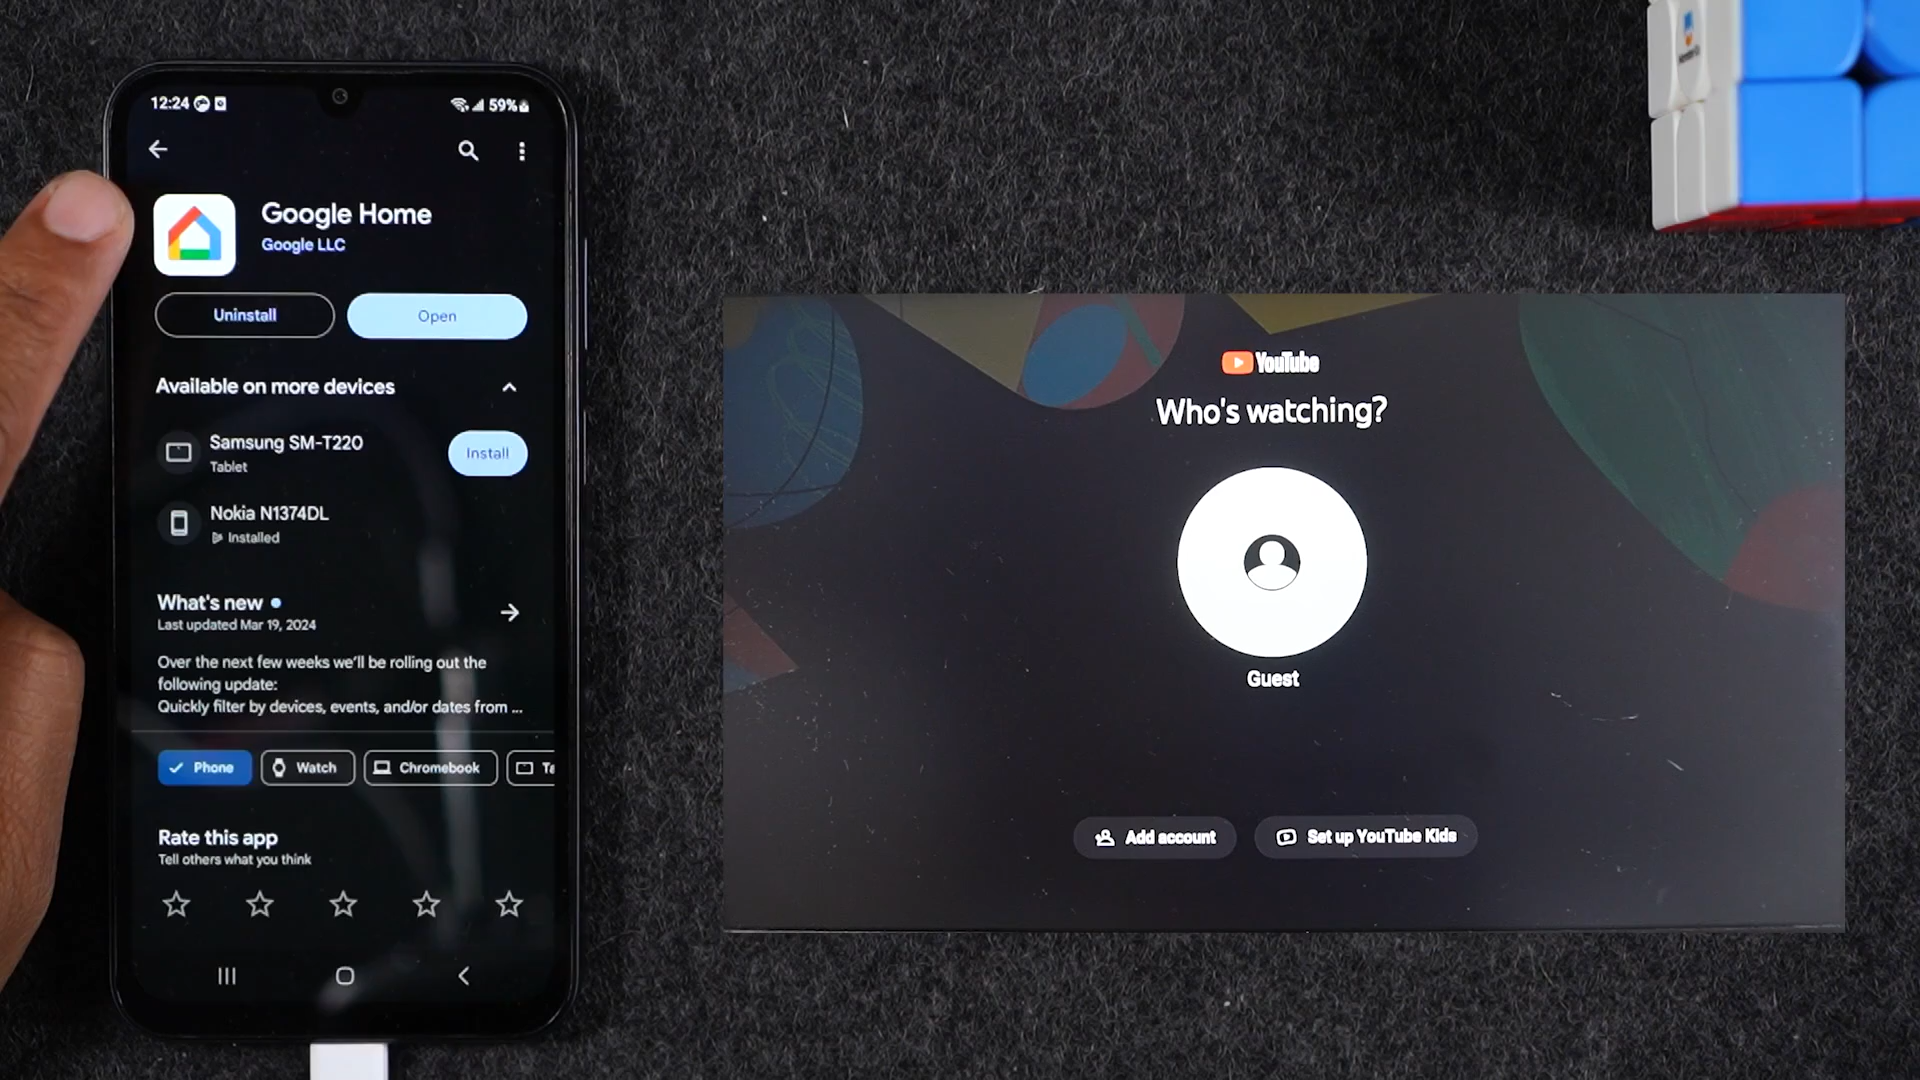 12:24
59%
Google Home
Google LLC
Uninstall
Open
Available on more devices
Samsung SM-T220
Tablet
Install
Nokia N1374DL
Installed
What's new
Last updated Mar 19, 2024
Over the next few weeks we'll be rolling out the
following update:
Quickly filter by devices, events, and/or dates from ...
Phone
Watch
Chromebook
Ta
Rate this app
Tell others what you think
YouTube
Who's watching?
Guest
Add account
Set up YouTube Kids